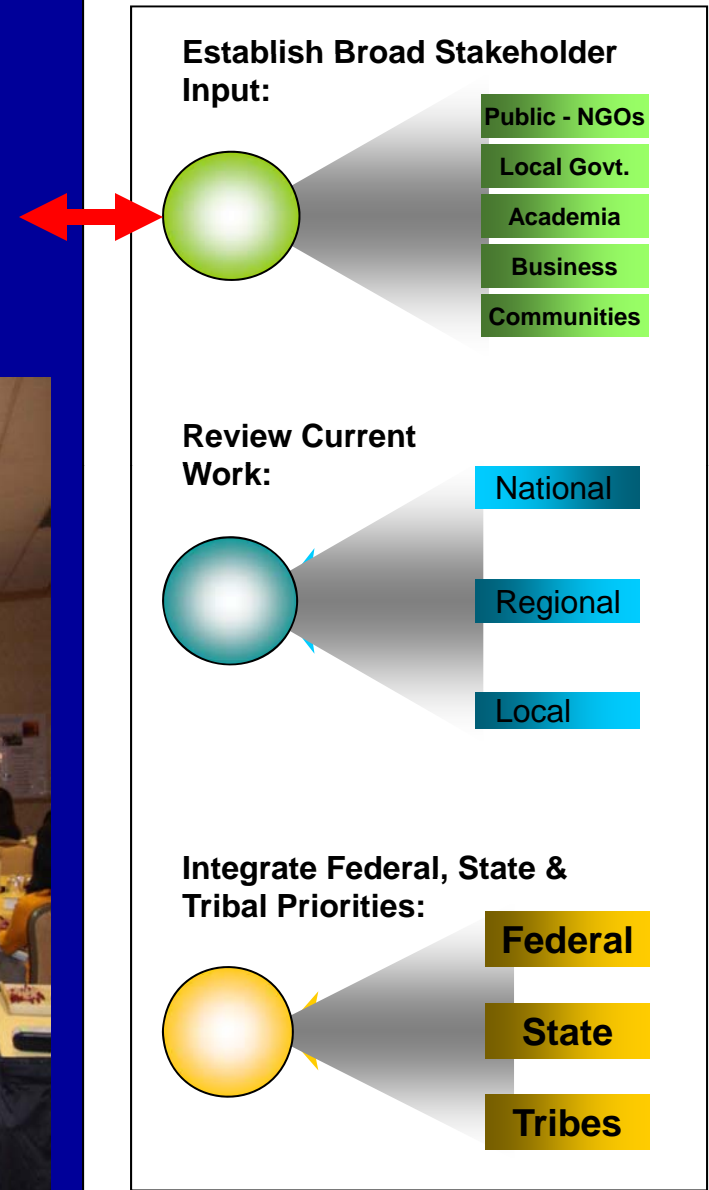 Establish Broad Stakeholder
Input:
Public - NGOs
Local Govt.
Academia
Business
Communities
Review Current
Work:
National
Regional
Local
Integrate Federal, State &
Tribal Priorities:
Federal
State
Tribes